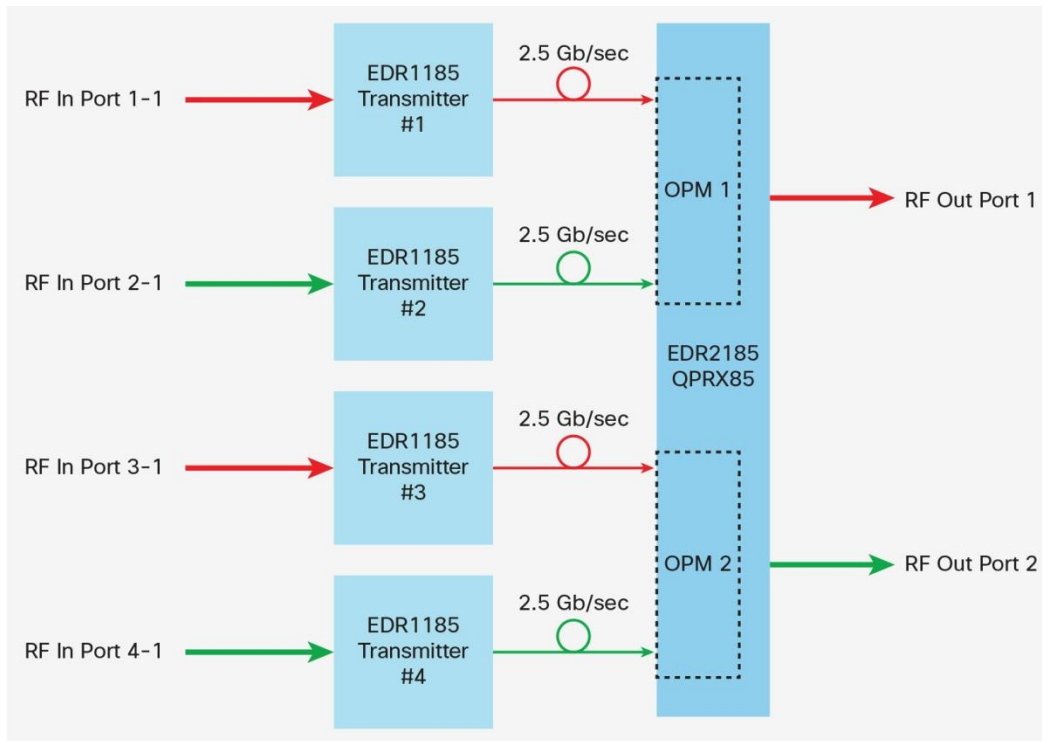 RF In Port 1-1
EDR1185
Transmitter
#1
2.5 Gb/sec
RF In Port 2-1
EDR1185
Transmitter
#2
2.5 Gb/sec
OPM 1
RF Out Port 1
EDR2185
QPRX85
RF In Port 3-1
EDR1185
Transmitter
#3
2.5 Gb/sec
RF In Port 4-1
EDR1185
Transmitter
#4
2.5 Gb/sec
OPM 2
RF Out Port 2